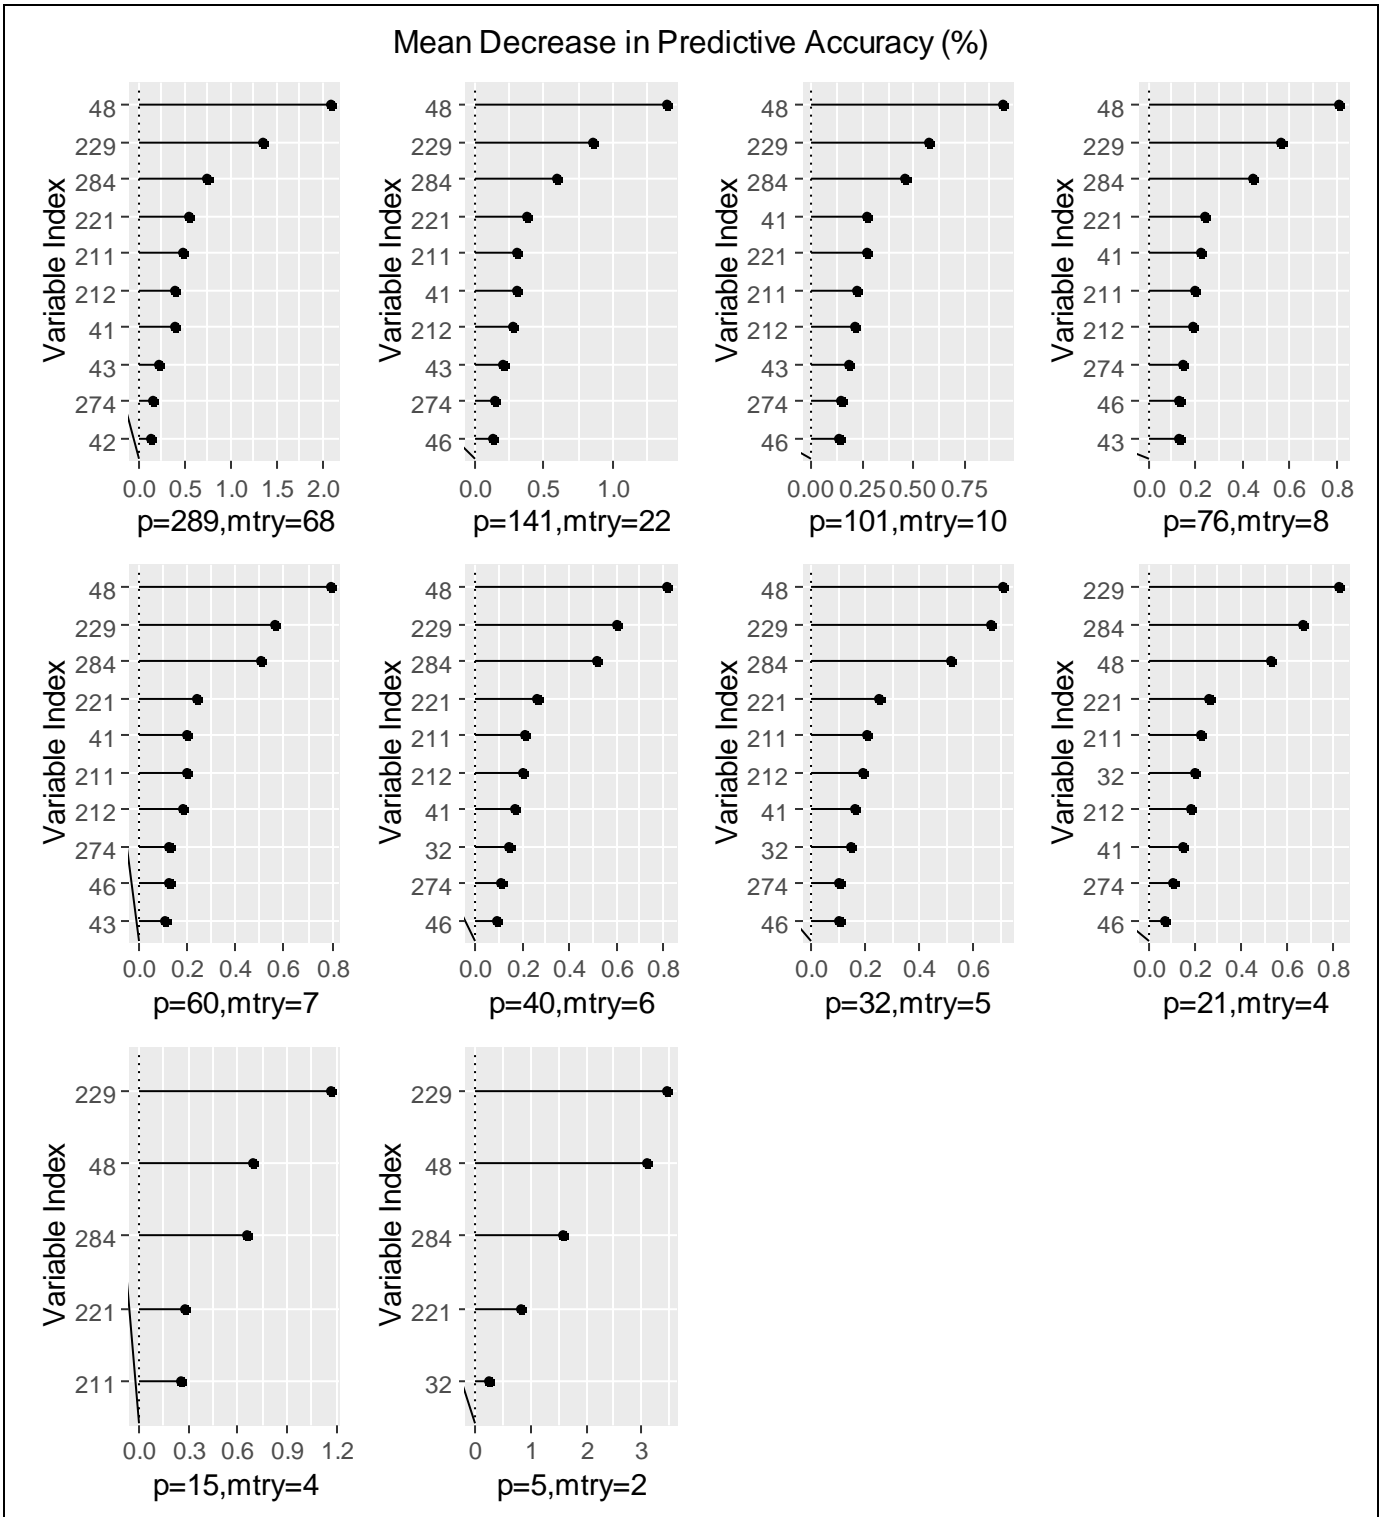 Mean Decrease in Predictive Accuracy (%)
Variable Index
48
229
284
221
211
212
41
43
274
42
0.0 0.5 1.0 1.5 2.0
p=289,mtry=68
Variable Index
48
229
284
221
211
41
212
43
274
46
0.0 0.5 1.0
p=141,mtry=22
Variable Index
48
229
284
41
221
211
212
43
274
46
0.00 0.25 0.50 0.75
p=101,mtry=10
Variable Index
48
229
284
221
41
211
212
274
46
43
0.0 0.2 0.4 0.6 0.8
p=76,mtry=8
Variable Index
48
229
284
221
41
211
212
274
46
43
0.0 0.2 0.4 0.6 0.8
p=60,mtry=7
Variable Index
48
229
284
221
211
212
41
32
274
46
0.0 0.2 0.4 0.6 0.8
p=40,mtry=6
Variable Index
48
229
284
221
211
212
41
32
274
46
0.0 0.2 0.4 0.6
p=32,mtry=5
Variable Index
229
284
48
221
211
32
212
41
274
46
0.0 0.2 0.4 0.6 0.8
p=21,mtry=4
Variable Index
229
48
284
221
211
0.0 0.3 0.6 0.9 1.2
p=15,mtry=4
Variable Index
229
48
284
221
32
0 1 2 3
p=5,mtry=2